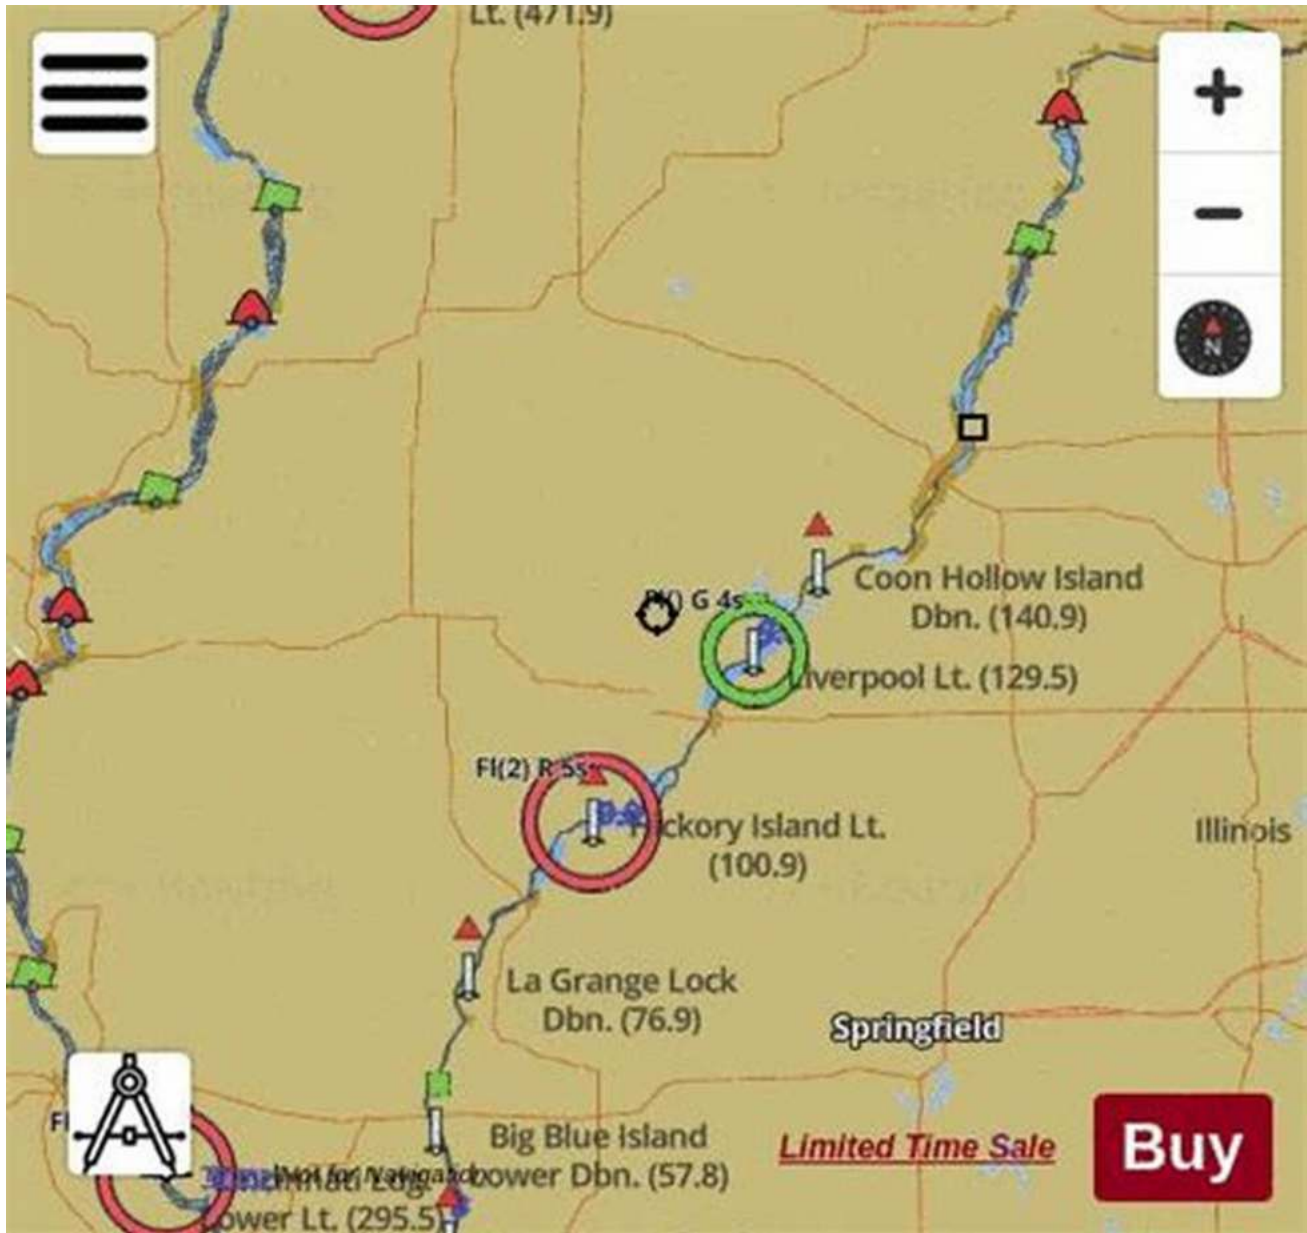 Lt. (471.9)
+
-
N
G 4s
Coon Hollow Island
Dbn. (140.9)
Liverpool Lt. (129.5)
Fl(2) R 5s
Hickory Island Lt.
(100.9)
Illinois
La Grange Lock
Dbn. (76.9)
Springfield
Fl
Big Blue Island
Lower Dbn. (57.8)
Limited Time Sale
Buy
Not for Navigation
Lower Lt. (295.5)